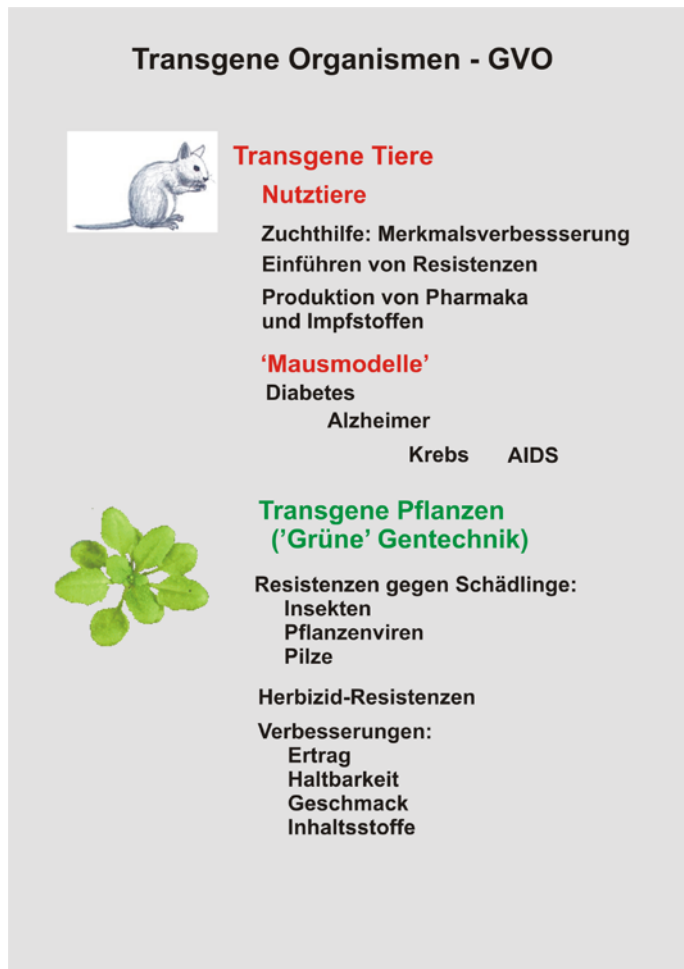 Transgene Organismen - GVO
Transgene Tiere
Nutztiere
Zuchthilfe: Merkmalsverbessserung
Einführen von Resistenzen
Produktion von Pharmaka
und Impfstoffen
‘Mausmodelle’
Diabetes
Alzheimer
Krebs AIDS
Transgene Pflanzen
(’Grüne’ Gentechnik)
Resistenzen gegen Schädlinge:
Insekten
Pflanzenviren
Pilze
Herbizid-Resistenzen
Verbesserungen:
Ertrag
Haltbarkeit
Geschmack
Inhaltsstoffe